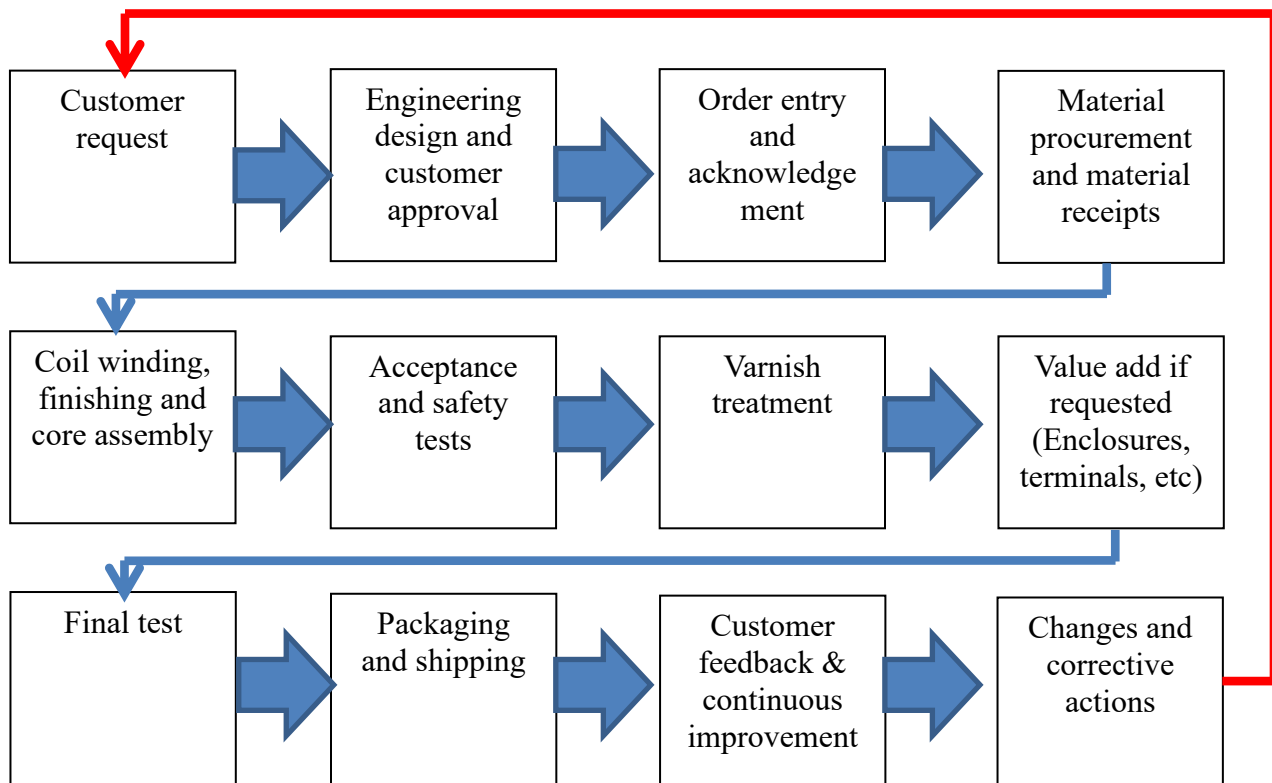 Customer
request
Engineering
design and
customer
approval
Order entry
and
acknowledge
ment
Material
procurement
and material
receipts
Coil winding,
finishing and
core assembly
Acceptance
and safety
tests
Varnish
treatment
Value add if
requested
(Enclosures,
terminals, etc)
Final test
Packaging
and shipping
Customer
feedback &
continuous
improvement
Changes and
corrective
actions